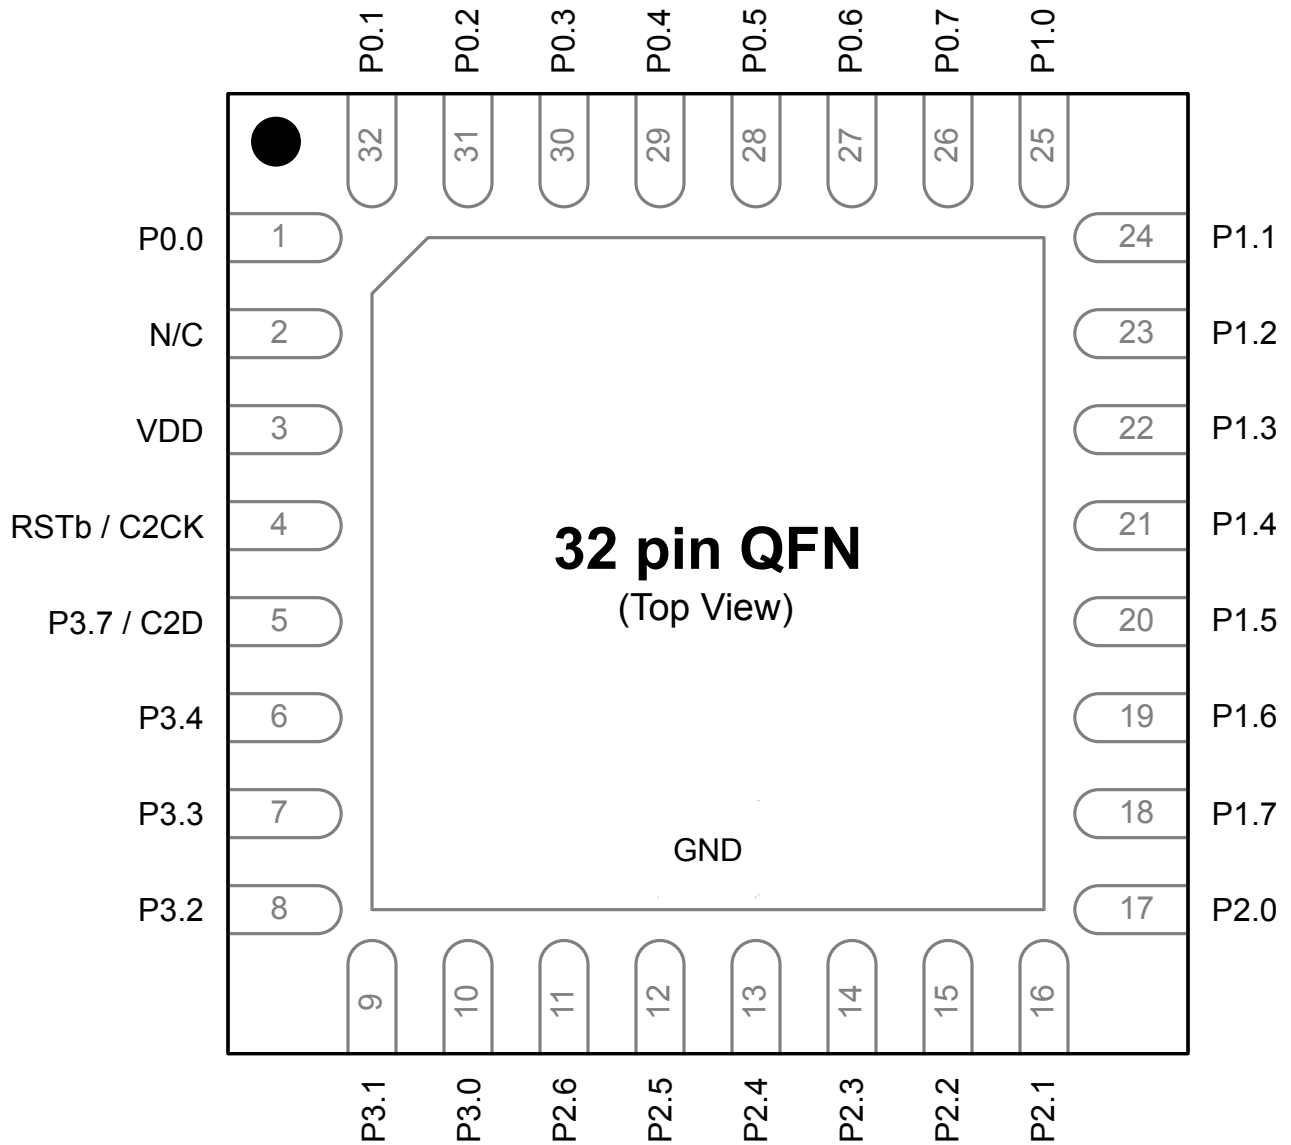 P0.1 P0.2 P0.3 P0.4 P0.5 P0.6 P0.7 P1.0
32 31 30 29 28 27 26 25
P0.0 1 24 P1.1
N/C 2 23 P1.2
VDD 3 22 P1.3
RSTb / C2CK 4 21 P1.4
32 pin QFN
(Top View)
P3.7 / C2D 5 20 P1.5
P3.4 6 19 P1.6
P3.3 7 18 P1.7
GND
P3.2 8 17 P2.0
9 10 11 12 13 14 15 16
P3.1 P3.0 P2.6 P2.5 P2.4 P2.3 P2.2 P2.1